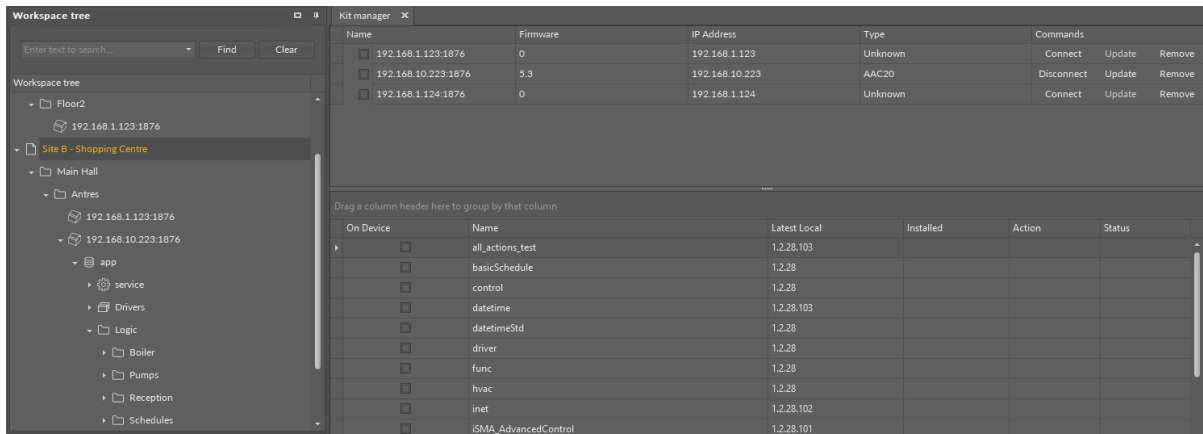 Workspace tree
Enter text to search...
Find
Clear
Workspace tree
Floor2
192.168.1.123:1876
Site B - Shopping Centre
Main Hall
Antres
192.168.1.123:1876
192.168.10.223:1876
app
service
Drivers
Logic
Boiler
Pumps
Reception
Schedules
Kit manager
Name Firmware IP Address Type Commands
192.168.1.123:1876 0 192.168.1.123 Unknown Connect Update Remove
192.168.10.223:1876 5.3 192.168.10.223 AAC20 Disconnect Update Remove
192.168.1.124:1876 0 192.168.1.124 Unknown Connect Update Remove
Drag a column header here to group by that column
On Device Name Latest Local Installed Action Status
all_actions_test 1.2.28.103
basicSchedule 1.2.28
control 1.2.28
datetime 1.2.28.103
datetimeStd 1.2.28
driver 1.2.28
func 1.2.28
hvac 1.2.28
inet 1.2.28.102
iSMA_AdvancedControl 1.2.28.101